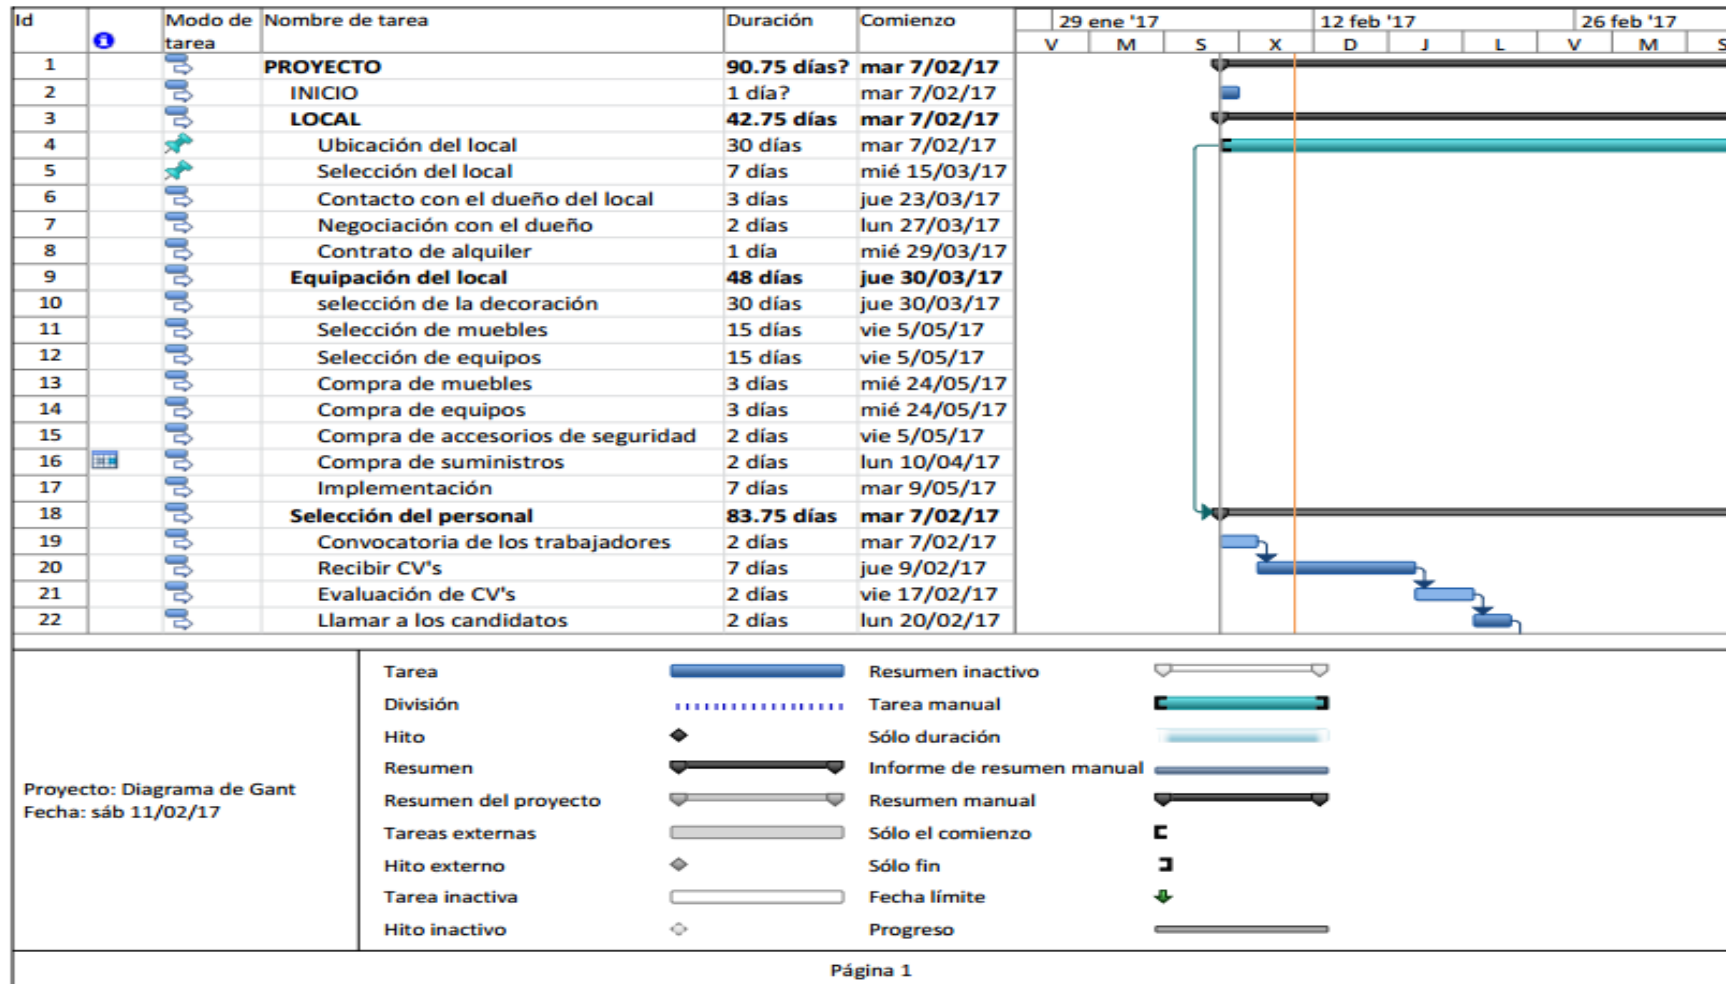 Id Modo de tarea Nombre de tarea Duración Comienzo 29 ene '17 12 feb '17 26 feb '17
V M S X D J L V M S
1 PROYECTO 90.75 días? mar 7/02/17
2 INICIO 1 día? mar 7/02/17
3 LOCAL 42.75 días mar 7/02/17
4 Ubicación del local 30 días mar 7/02/17
5 Selección del local 7 días mié 15/03/17
6 Contacto con el dueño del local 3 días jue 23/03/17
7 Negociación con el dueño 2 días lun 27/03/17
8 Contrato de alquiler 1 día mié 29/03/17
9 Equipación del local 48 días jue 30/03/17
10 selección de la decoración 30 días jue 30/03/17
11 Selección de muebles 15 días vie 5/05/17
12 Selección de equipos 15 días vie 5/05/17
13 Compra de muebles 3 días mié 24/05/17
14 Compra de equipos 3 días mié 24/05/17
15 Compra de accesorios de seguridad 2 días vie 5/05/17
16 Compra de suministros 2 días lun 10/04/17
17 Implementación 7 días mar 9/05/17
18 Selección del personal 83.75 días mar 7/02/17
19 Convocatoria de los trabajadores 2 días mar 7/02/17
20 Recibir CV's 7 días jue 9/02/17
21 Evaluación de CV's 2 días vie 17/02/17
22 Llamar a los candidatos 2 días lun 20/02/17
Proyecto: Diagrama de Gant
Fecha: sáb 11/02/17
Tarea
División
Hito
Resumen
Resumen del proyecto
Tareas externas
Hito externo
Tarea inactiva
Hito inactivo
Resumen inactivo
Tarea manual
Sólo duración
Informe de resumen manual
Resumen manual
Sólo el comienzo
Sólo fin
Fecha límite
Progreso
Página 1